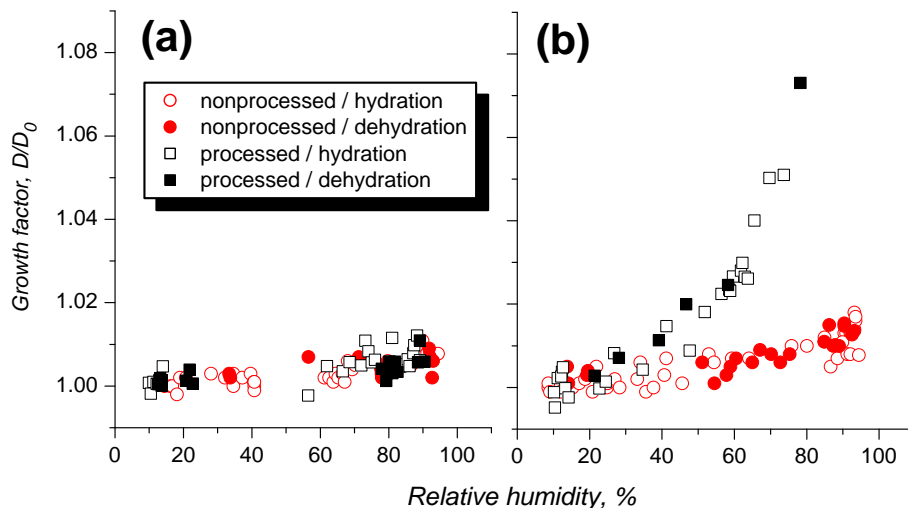 (a)
(b)
nonprocessed / hydration
nonprocessed / dehydration
processed / hydration
processed / dehydration
Growth factor, D/D0
1.08
1.06
1.04
1.02
1.00
0 20 40 60 80 100 0 20 40 60 80 100
Relative humidity, %